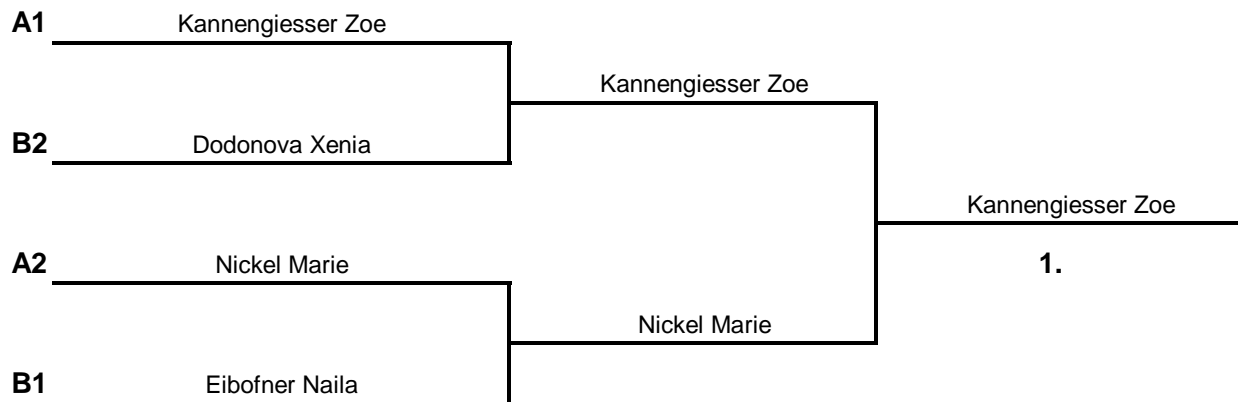 A1 Kannengiesser Zoe
Kannengiesser Zoe
B2 Dodonova Xenia
Kannengiesser Zoe
A2 Nickel Marie
1.
Nickel Marie
B1 Eibofner Naila